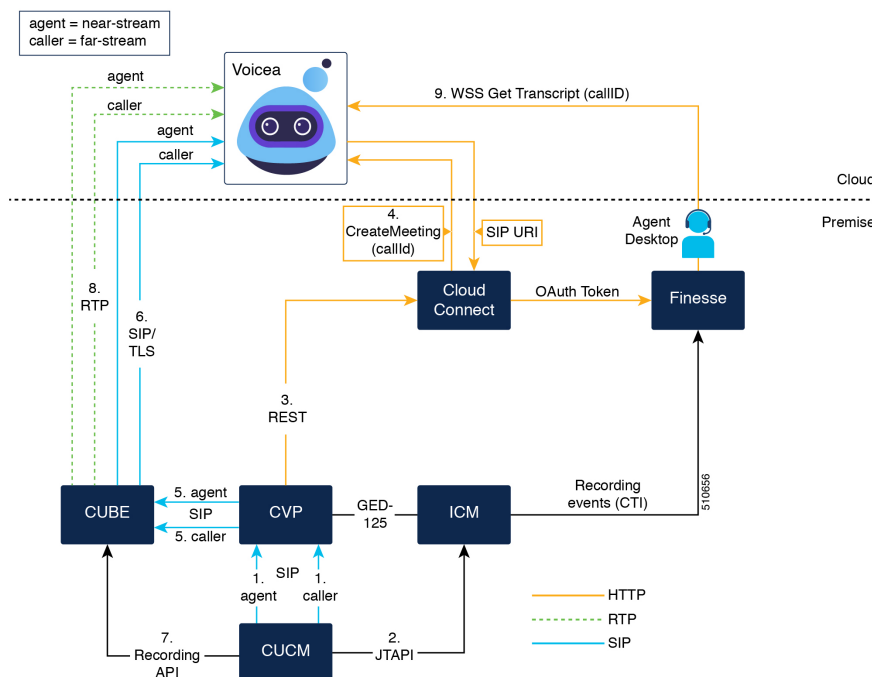 agent = near-stream
caller = far-stream
Voicea
agent
caller
agent
caller
9. WSS Get Transcript (callID)
Cloud
Premise
4.
CreateMeeting
(callId)
SIP URI
Agent
Desktop
8.
RTP
6.
SIP/
TLS
Cloud
Connect
OAuth Token
Finesse
3.
REST
CUBE
5. agent
SIP
5. caller
CVP
GED-
125
ICM
Recording
events (CTI)
510656
1.
agent
SIP
1.
caller
7.
Recording
API
CUCM
2.
JTAPI
HTTP
RTP
SIP